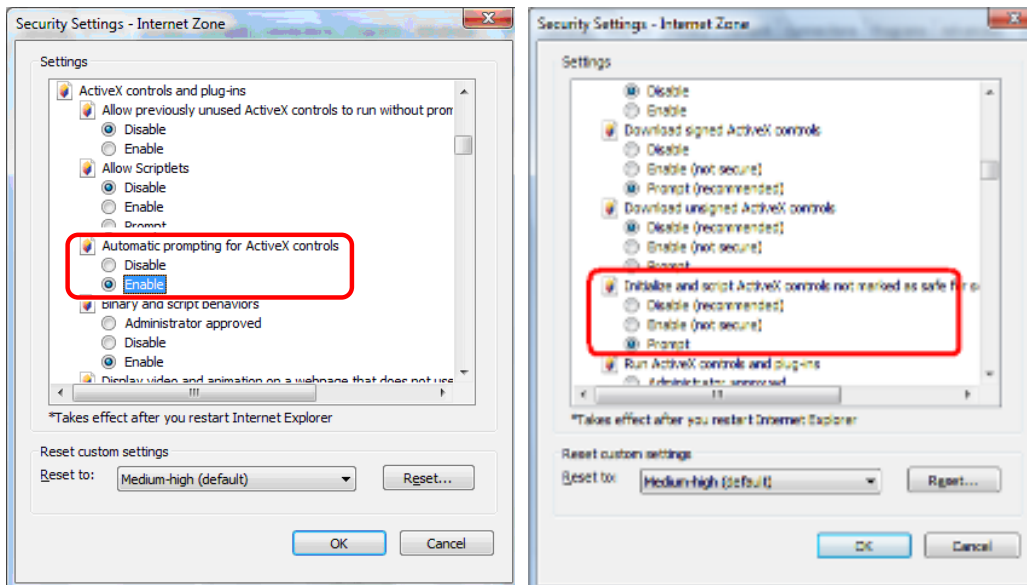 Security Settings - Internet Zone
Settings
ActiveX controls and plug-ins
Allow previously unused ActiveX controls to run without prom
Disable
Enable
Allow Scriptlets
Disable
Enable
Prompt
Automatic prompting for ActiveX controls
Disable
Enable
Binary and script behaviors
Administrator approved
Disable
Enable
Display video and animation on a webpage that does not use
*Takes effect after you restart Internet Explorer
Reset custom settings
Reset to:
Medium-high (default)
Reset...
OK
Cancel
Security Settings - Internet Zone
Settings
Disable
Enable
Download signed ActiveX controls
Disable
Enable (not secure)
Prompt (recommended)
Download unsigned ActiveX controls
Disable (recommended)
Enable (not secure)
Prompt
Initialize and script ActiveX controls not marked as safe for s
Disable (recommended)
Enable (not secure)
Prompt
Run ActiveX controls and plug-ins
Administrator approved
*Takes effect after you restart Internet Explorer
Reset custom settings
Reset to:
Medium-high (default)
Reset...
OK
Cancel